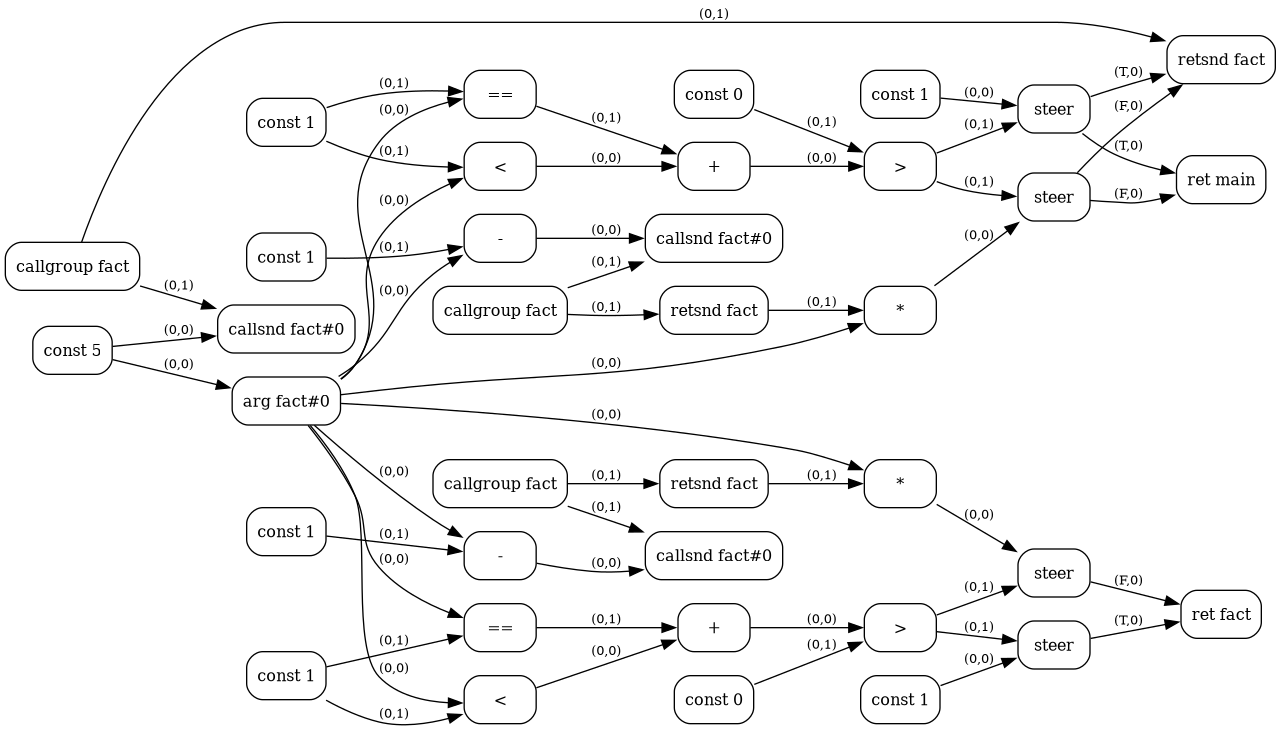 (0,1)
retsnd fact
const 1
(0,1)
==
(0,0)
(0,1)
const 0
(0,1)
const 1
(0,0)
steer
(T,0)
(F,0)
(0,1)
<
(0,0)
(0,0)
+
(0,0)
>
(0,1)
(0,1)
(T,0)
ret main
steer
(F,0)
(0,0)
callgroup fact
(0,1)
const 1
(0,1)
-
(0,0)
(0,0)
callsnd fact#0
(0,1)
callgroup fact
(0,1)
retsnd fact
(0,1)
*
const 5
(0,0)
callsnd fact#0
(0,0)
arg fact#0
(0,0)
(0,0)
(0,0)
callgroup fact
(0,1)
retsnd fact
(0,1)
*
(0,0)
(0,1)
const 1
(0,1)
-
(0,0)
callsnd fact#0
(0,0)
steer
(F,0)
ret fact
==
(0,1)
+
(0,0)
>
(0,1)
(0,1)
steer
(T,0)
const 1
(0,1)
(0,0)
(0,1)
<
(0,0)
const 0
(0,1)
const 1
(0,0)